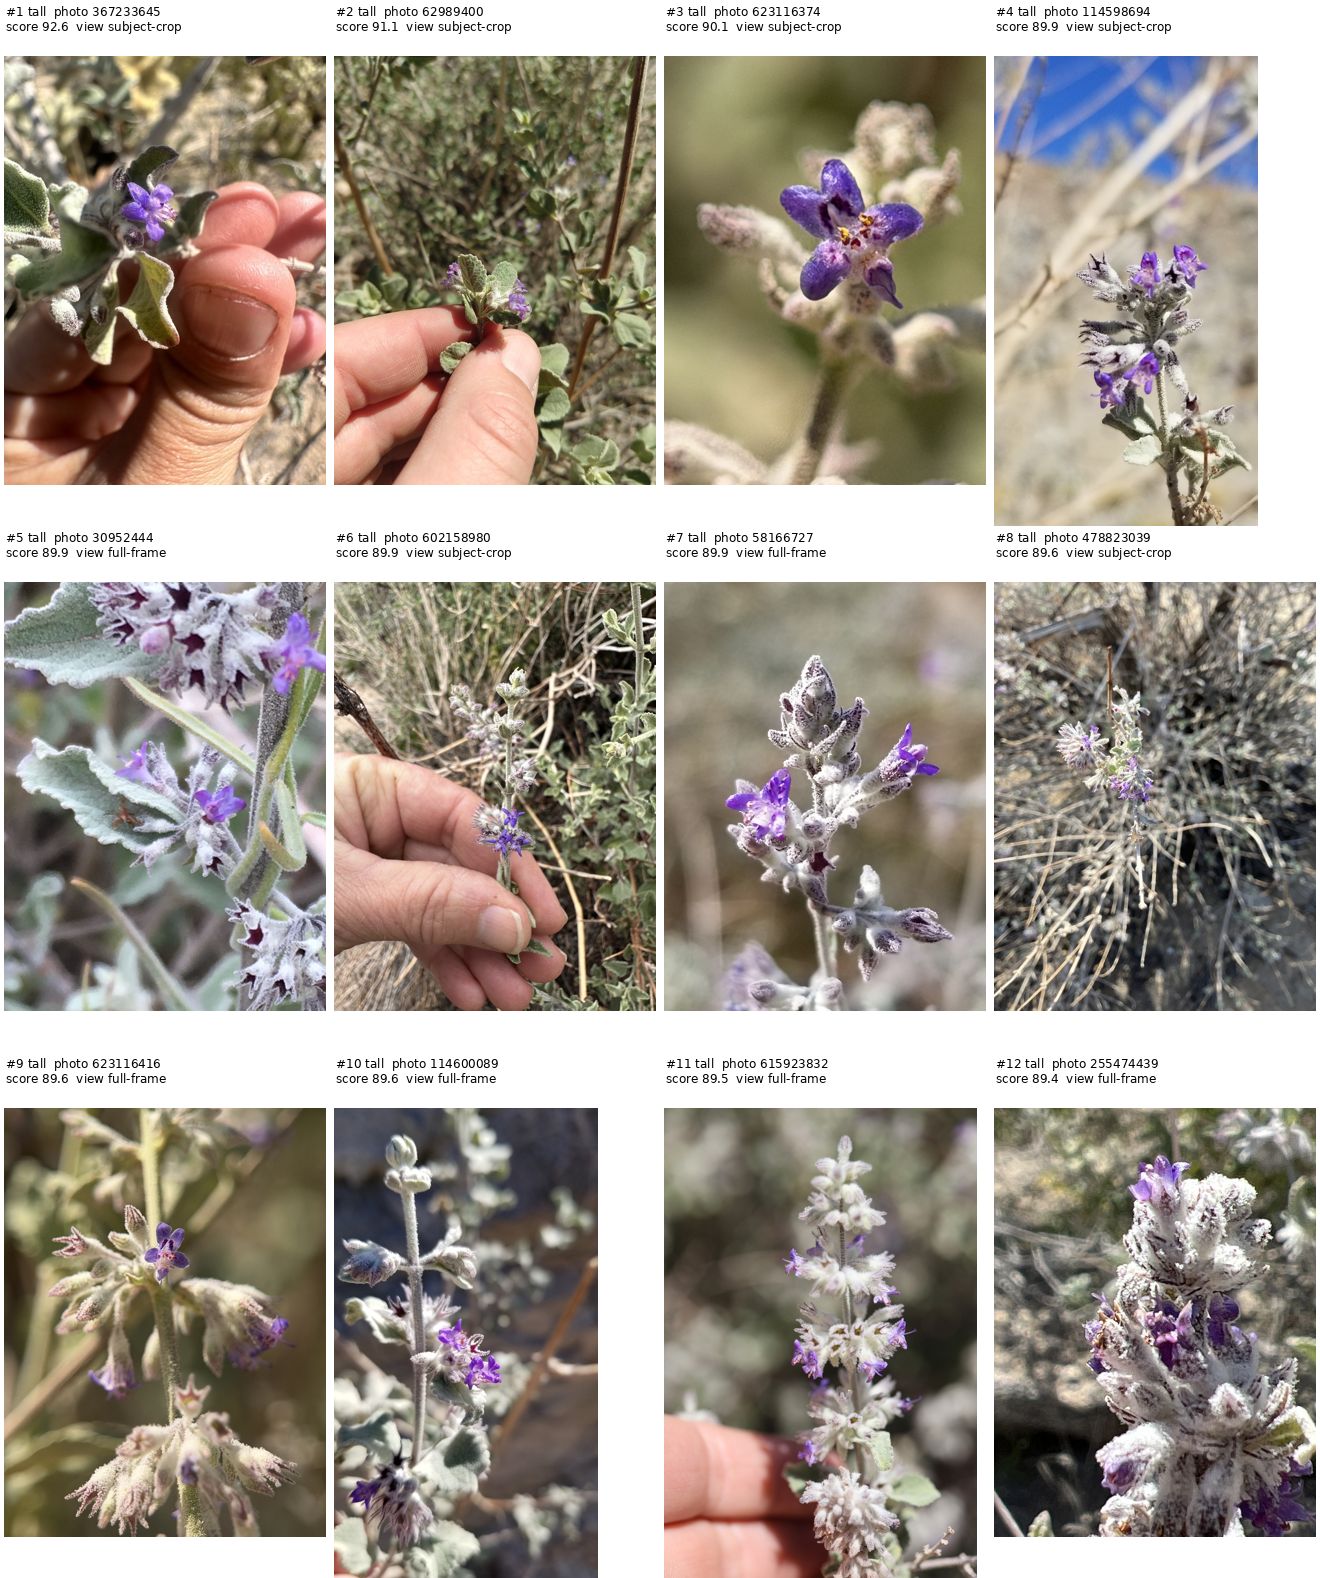 #1 tall  photo 367233645
score 92.6  view subject-crop
#2 tall  photo 62989400
score 91.1  view subject-crop
#3 tall  photo 623116374
score 90.1  view subject-crop
#4 tall  photo 114598694
score 89.9  view subject-crop
#5 tall  photo 30952444
score 89.9  view full-frame
#6 tall  photo 602158980
score 89.9  view subject-crop
#7 tall  photo 58166727
score 89.9  view full-frame
#8 tall  photo 478823039
score 89.6  view subject-crop
#9 tall  photo 623116416
score 89.6  view full-frame
#10 tall  photo 114600089
score 89.6  view full-frame
#11 tall  photo 615923832
score 89.5  view full-frame
#12 tall  photo 255474439
score 89.4  view full-frame